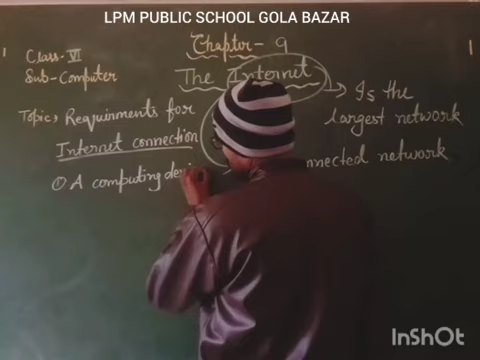 LPM PUBLIC SCHOOL GOLA BAZAR
Chapter - 9
Class- VI
Sub-Computer
The Internet
→ Is the
largest network
Topic, Requirments for
Internet connection
nnected network
① A computing devi
InShOt